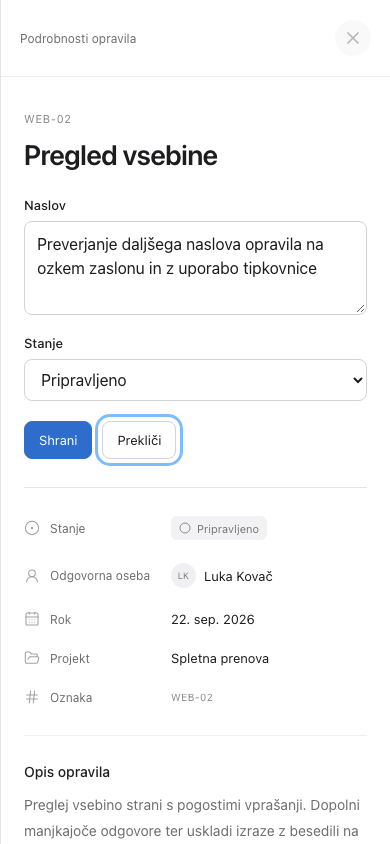 Podrobnosti opravila
WEB-02
Pregled vsebine
Naslov
Preverjanje daljšega naslova opravila na
ozkem zaslonu in z uporabo tipkovnice
Stanje
Pripravljeno
Shrani
Prekliči
Stanje
Pripravljeno
Odgovorna oseba
LK
Luka Kovač
Rok
22. sep. 2026
Projekt
Spletna prenova
Oznaka
WEB-02
Opis opravila
Preglej vsebino strani s pogostimi vprašanji. Dopolni
manjkajoče odgovore ter uskladi izraze z besedili na